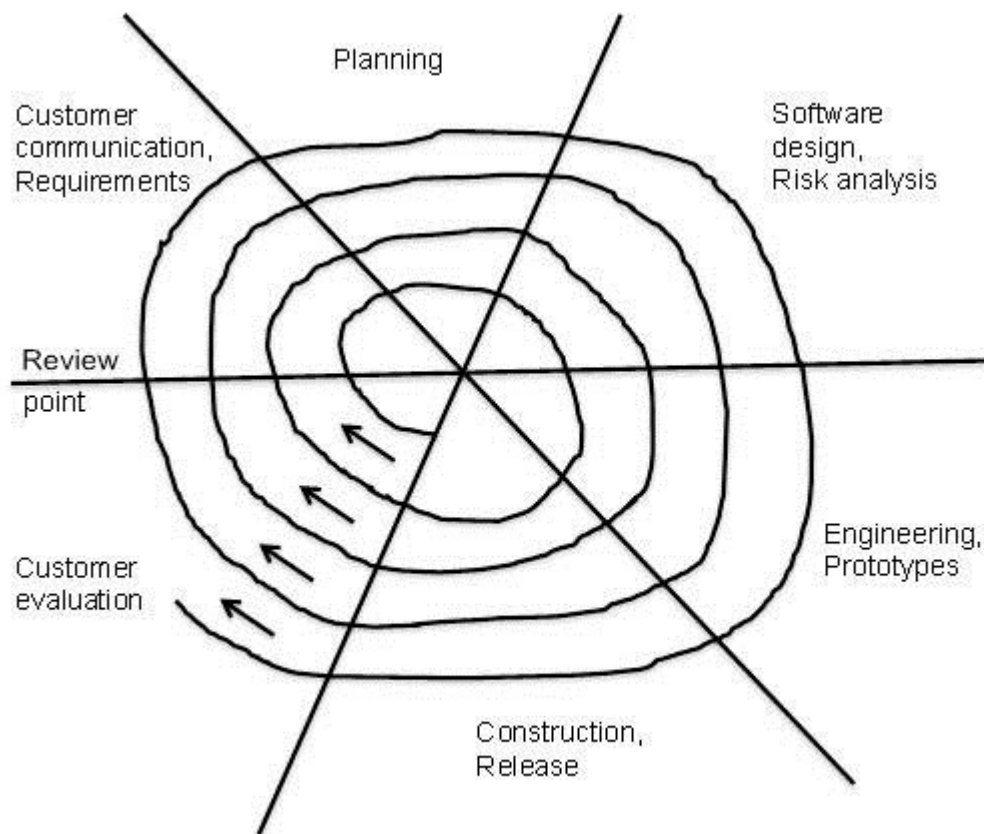 Planning
Customer
communication,
Requirements
Software
design,
Risk analysis
Review
point
Engineering,
Prototypes
Customer
evaluation
Construction,
Release